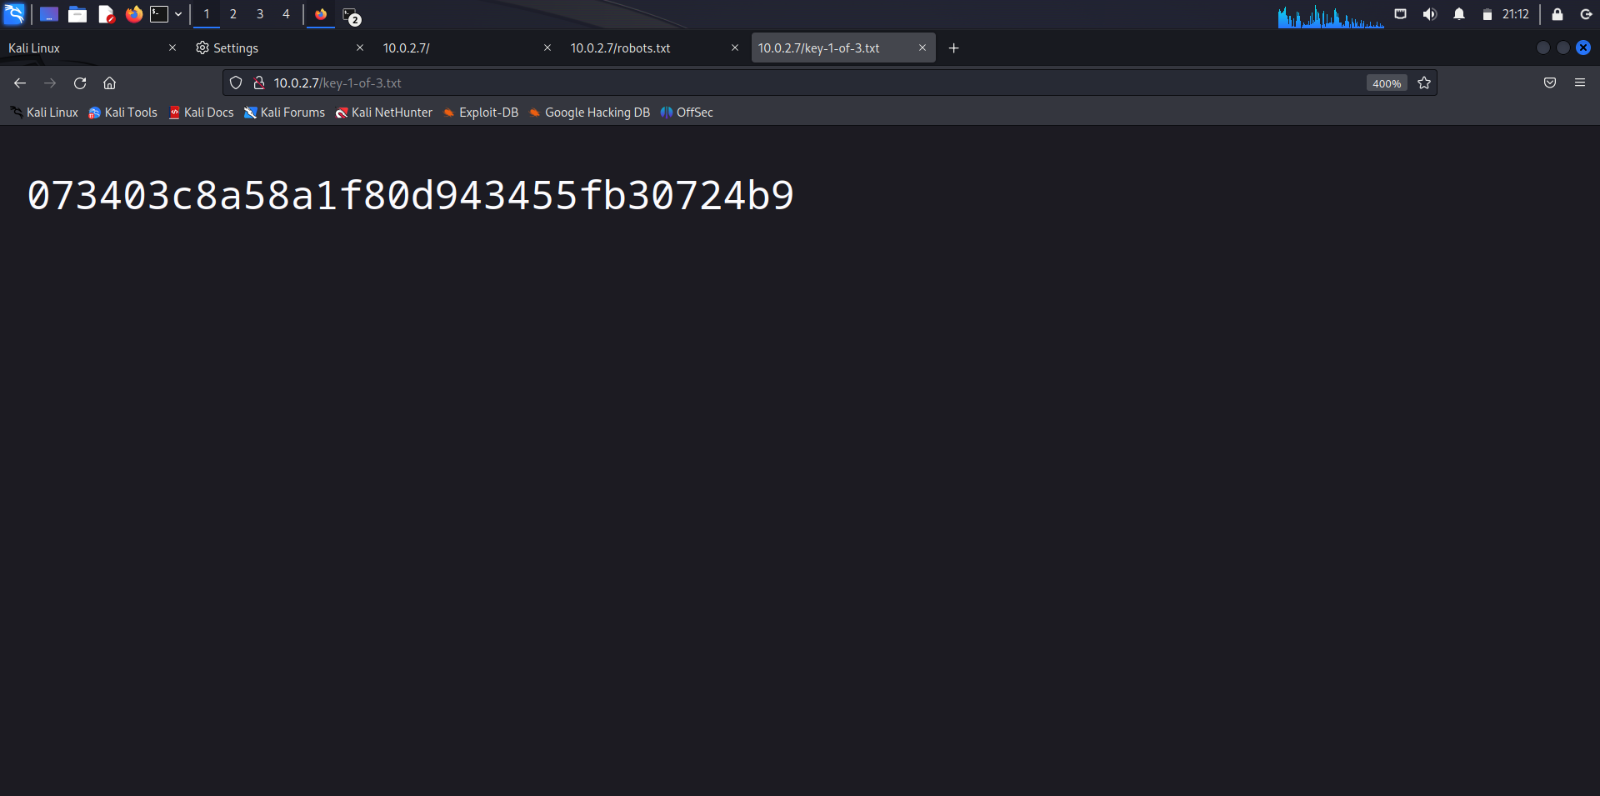 1 2 3 4 2 21:12
Kali Linux Settings 10.0.2.7/ 10.0.2.7/robots.txt 10.0.2.7/key-1-of-3.txt
10.0.2.7/key-1-of-3.txt 400%
Kali Linux Kali Tools Kali Docs Kali Forums Kali NetHunter Exploit-DB Google Hacking DB OffSec
073403c8a58a1f80d943455fb30724b9